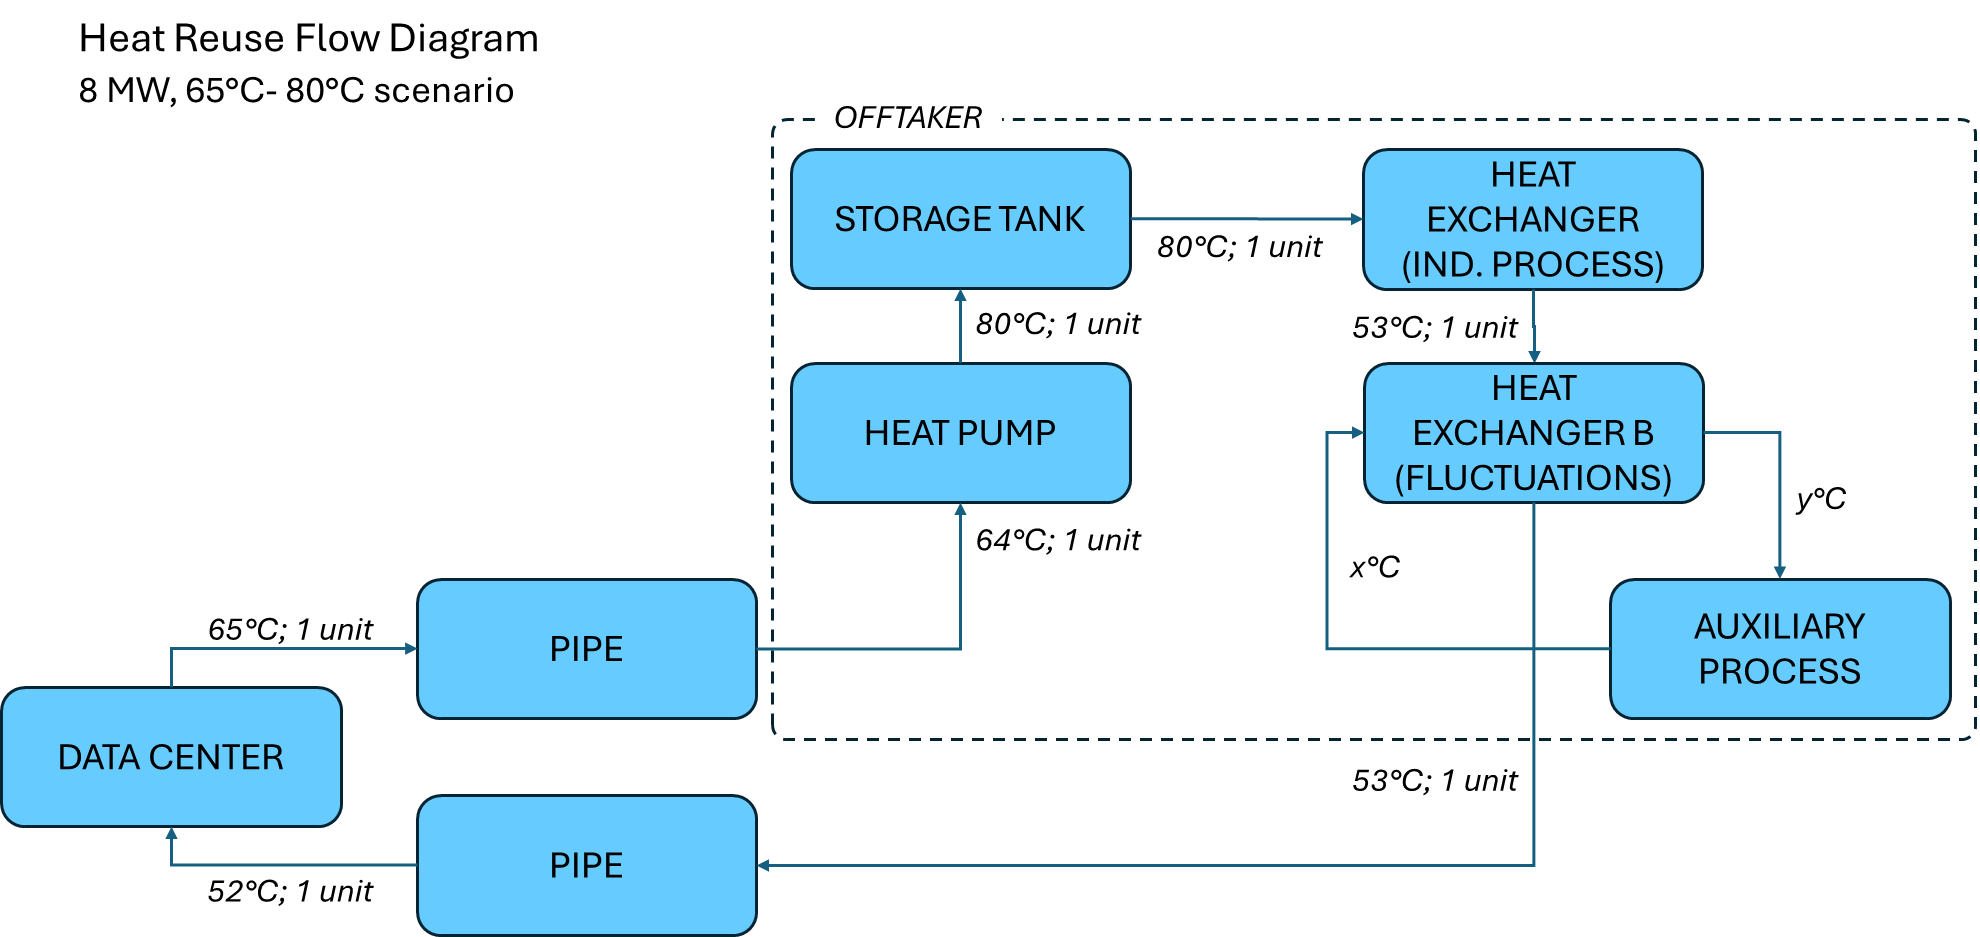 Heat Reuse Flow Diagram
8 MW, 65°C- 80°C scenario
OFFTAKER
STORAGE TANK
80°C; 1 unit
HEAT
EXCHANGER
(IND. PROCESS)
80°C; 1 unit
53°C; 1 unit
HEAT PUMP
HEAT
EXCHANGER B
(FLUCTUATIONS)
64°C; 1 unit
x°C
y°C
65°C; 1 unit
PIPE
AUXILIARY
PROCESS
DATA CENTER
53°C; 1 unit
PIPE
52°C; 1 unit